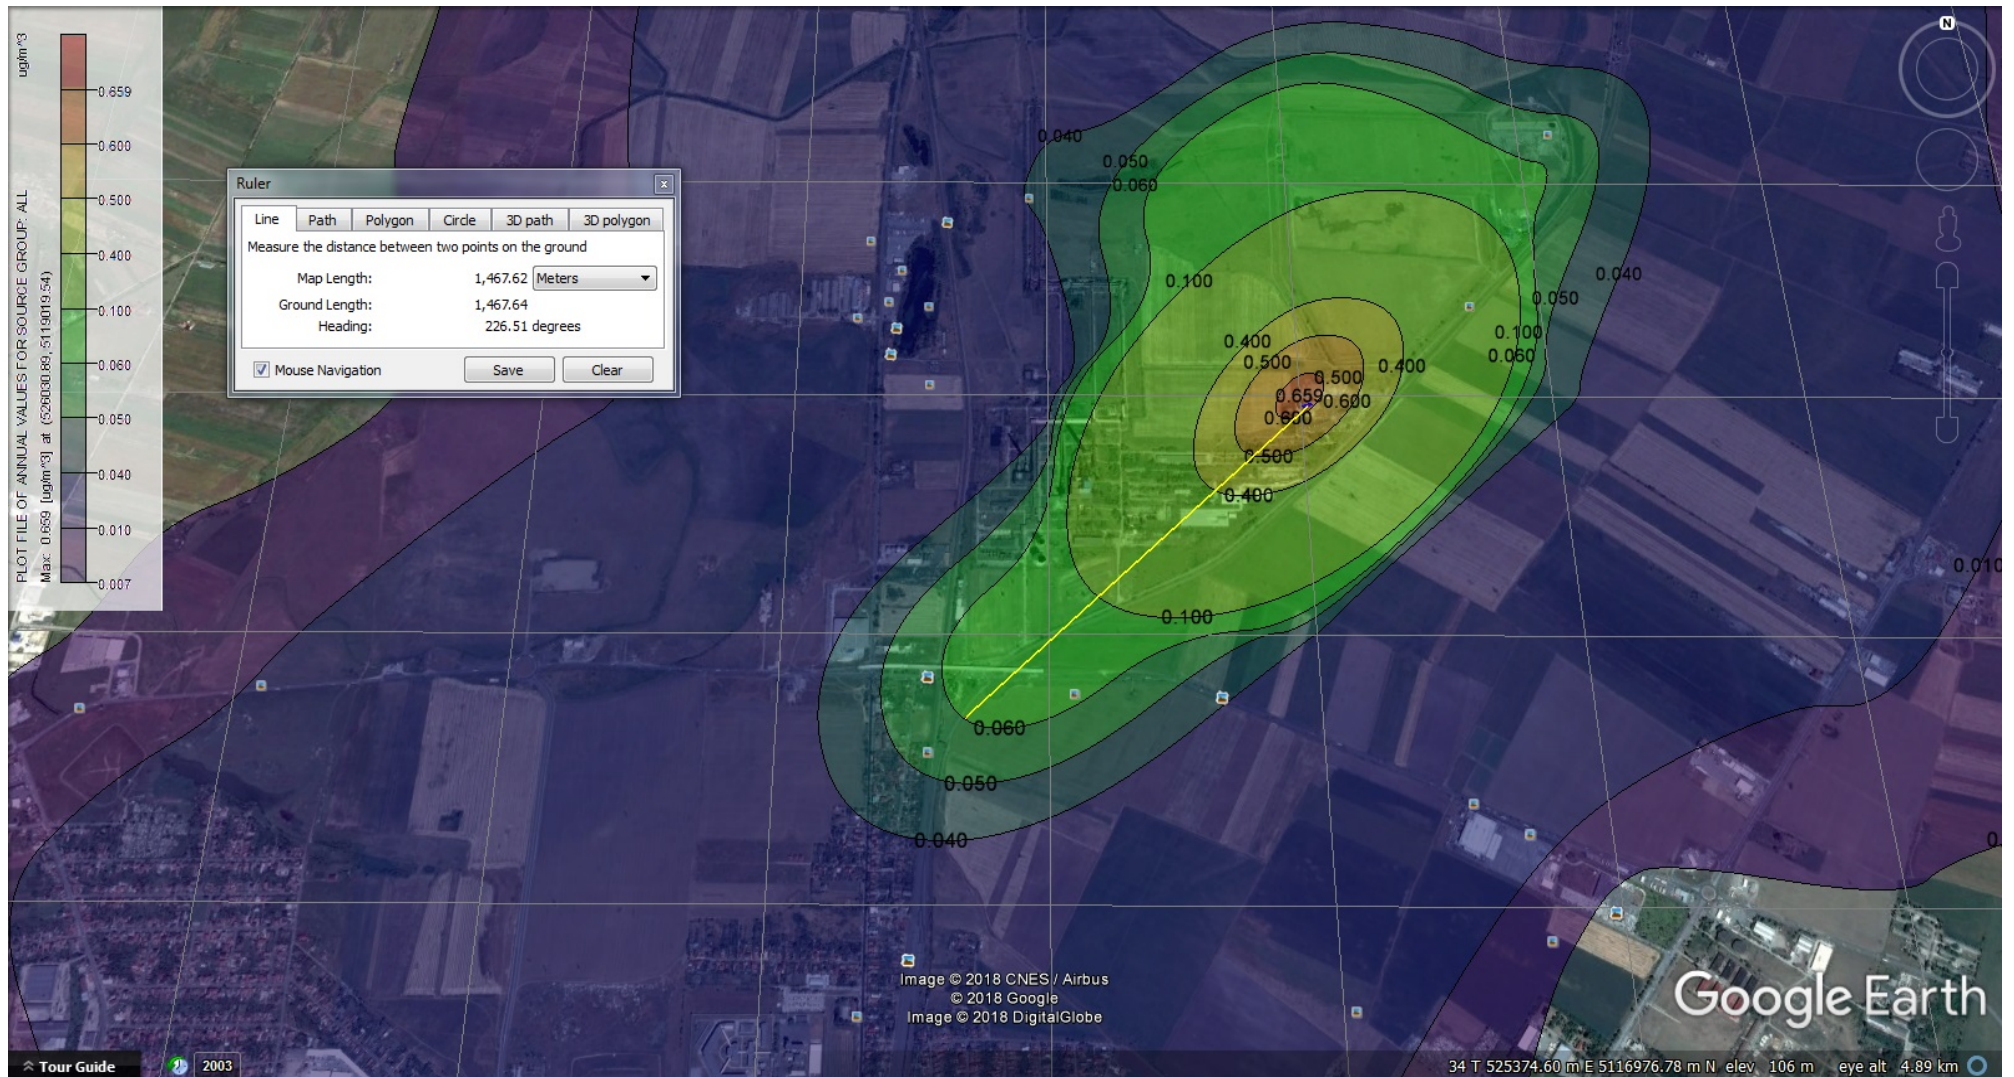 ug/m^3
PLOT FILE OF ANNUAL VALUES FOR SOURCE GROUP: ALL
Max: 0.659 [ug/m^3] at (526030.89, 5119019.54)
0.659
0.600
0.500
0.400
0.100
0.060
0.050
0.040
0.010
0.007
Ruler
Line Path Polygon Circle 3D path 3D polygon
Measure the distance between two points on the ground
Map Length: 1,467.62 Meters
Ground Length: 1,467.64
Heading: 226.51 degrees
Mouse Navigation Save Clear
N
0.040
0.050
0.060
0.040
0.100
0.050
0.100
0.400
0.060
0.500
0.400
0.500
0.659
0.600
0.600
0.500
0.400
0.010
0.100
0.060
0.050
0.040
Image © 2018 CNES / Airbus
© 2018 Google
Image © 2018 DigitalGlobe
Google Earth
Tour Guide 2003
34 T 525374.60 m E 5116976.78 m N elev 106 m eye alt 4.89 km